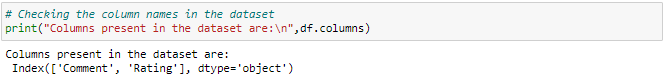 # Checking the column names in the dataset
print("Columns present in the dataset are:\n",df.columns)
Columns present in the dataset are:
 Index(['Comment', 'Rating'], dtype='object')